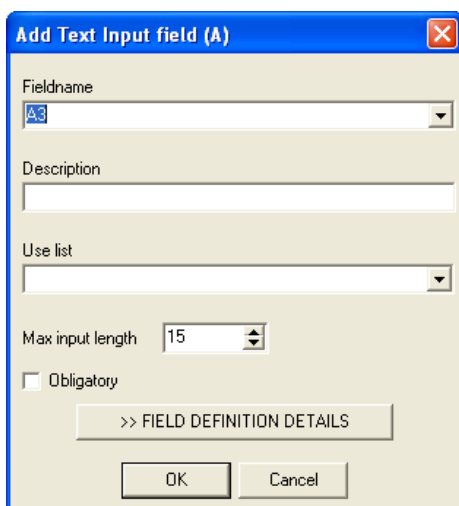 Add Text Input field (A)
Fieldname
A3
Description
Use list
Max input length 15
Obligatory
>> FIELD DEFINITION DETAILS
OK Cancel